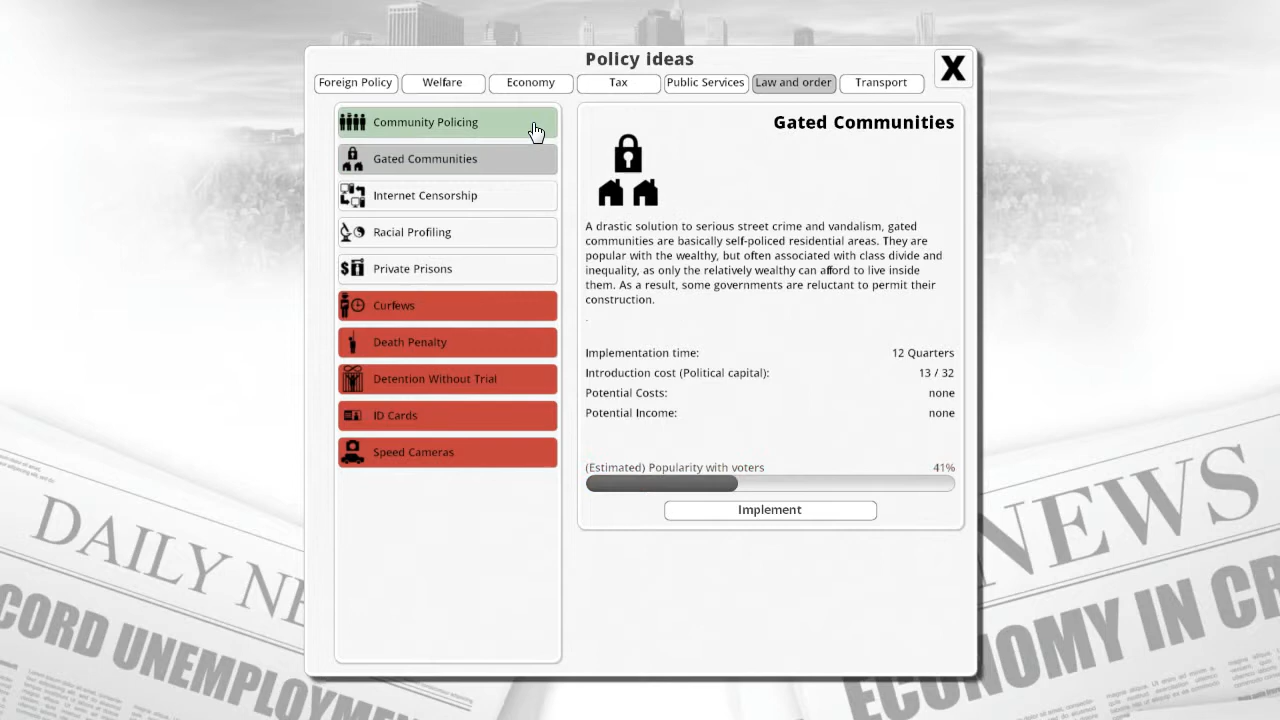 Policy ideas
X
Foreign Policy
Welfare
Economy
Tax
Public Services
Law and order
Transport
Community Policing
Gated Communities
Internet Censorship
Racial Profiling
Private Prisons
Curfews
Death Penalty
Detention Without Trial
ID Cards
Speed Cameras
Gated Communities
A drastic solution to serious street crime and vandalism, gated
communities are basically self-policed residential areas. They are
popular with the wealthy, but often associated with class divide and
inequality, as only the relatively wealthy can afford to live inside
them. As a result, some governments are reluctant to permit their
construction.
.
Implementation time: 12 Quarters
Introduction cost (Political capital): 13 / 32
Potential Costs: none
Potential Income: none
(Estimated) Popularity with voters 41%
Implement
DAILY NE
CORD UNEMPLOYM
NEWS
ECONOMY IN CR